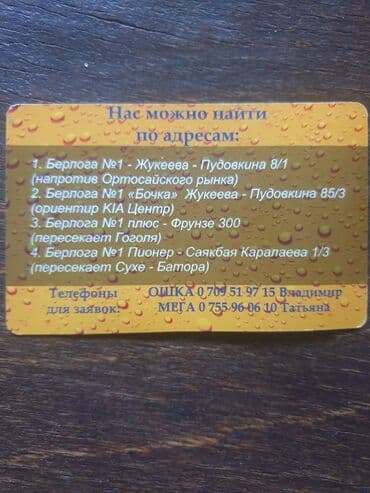 Нас можно найти
по адресам:
1. Берлога №1 - Жукеева - Пудовкина 8/1
(напротив Ортосайского рынка)
2. Берлога №1 «Бочка» Жукеева - Пудовкина 85/3
(ориентир KIA Центр)
3. Берлога №1 плюс - Фрунзе 300
(пересекает Гоголя)
4. Берлога №1 Пионер - Саякбая Каралаева 1/3
(пересекает Сухе - Батора)
Телефоны ОШКА 0 709 51 97 15 Владимир
для заявок: МЕГА 0 755 96 06 10 Татьяна